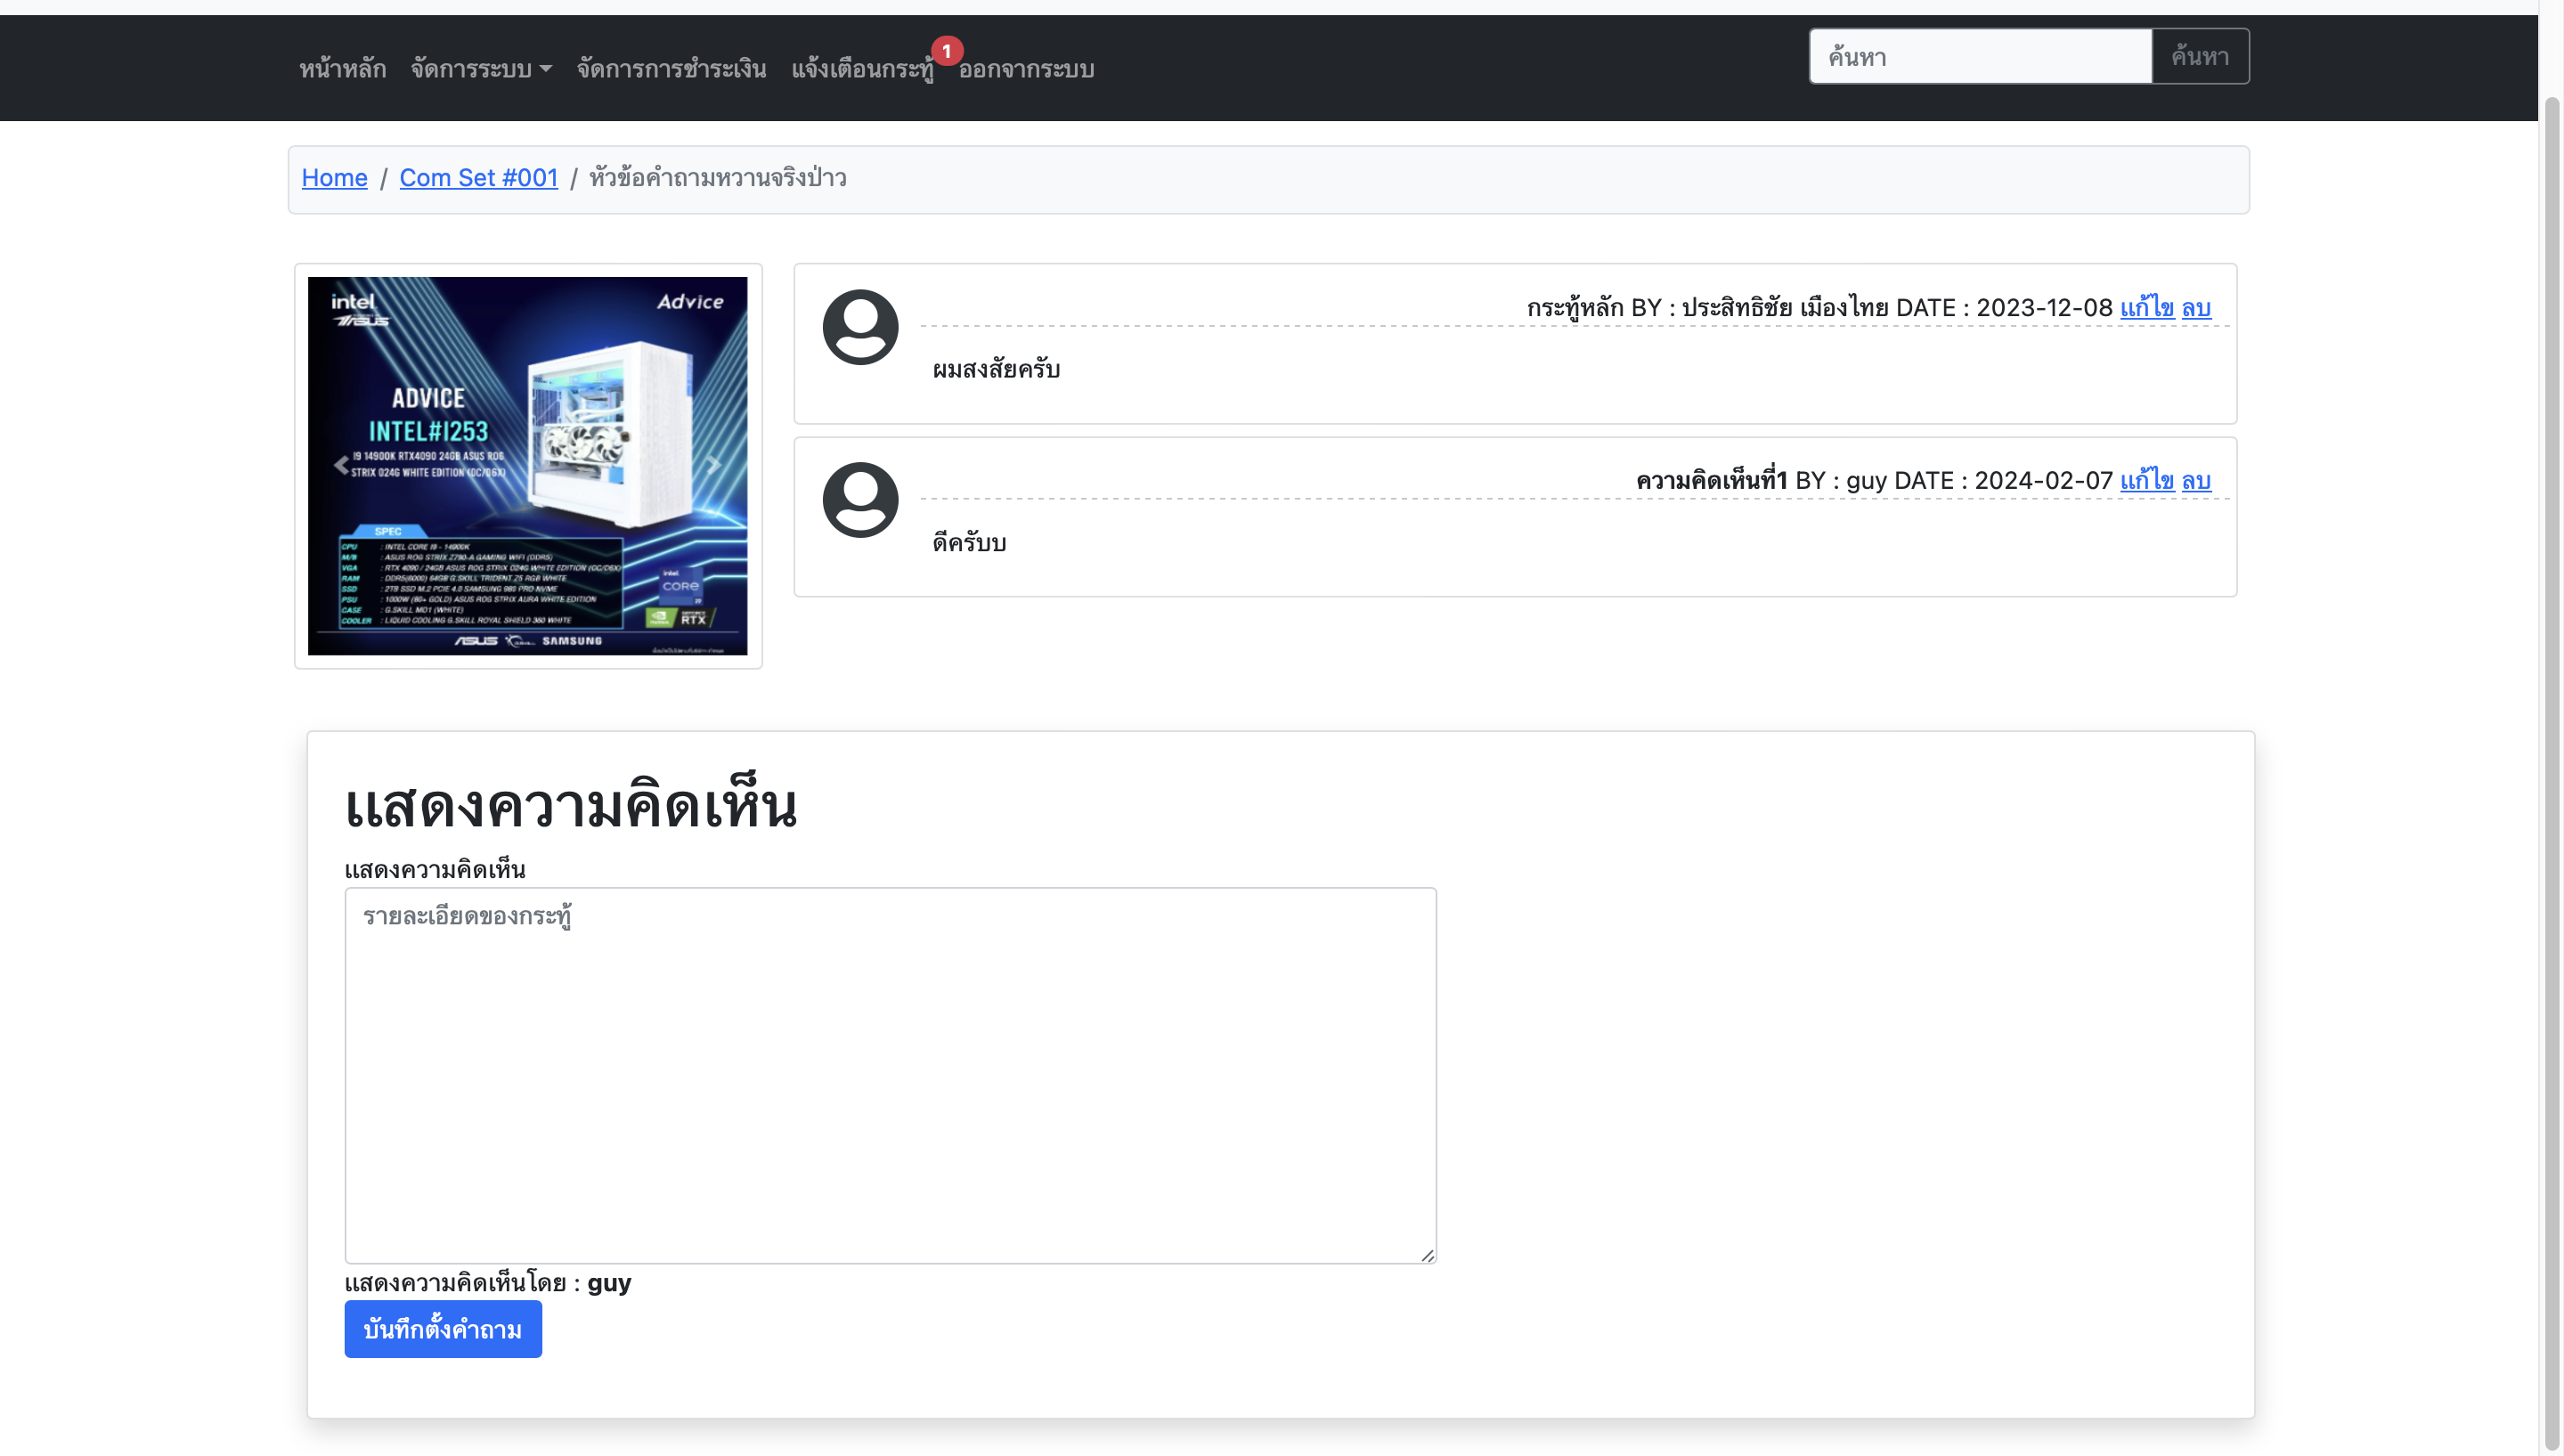 หน้าหลัก จัดการระบบ จัดการการชำระเงิน แจ้งเตือนกระทู้ 1 ออกจากระบบ ค้นหา ค้นหา
Home / Com Set #001 / หัวข้อคำถามหวานจริงป่าว
intel Advice
ASUS
ADVICE
INTEL#I253
I9 14900K RTX4090 24GB ASUS ROG
STRIX O24G WHITE EDITION (OC/D6X)
SPEC
CPU : INTEL CORE I9 - 14900K
M/B : ASUS ROG STRIX Z790-A GAMING WIFI (DDR5)
VGA : RTX 4090 / 24GB ASUS ROG STRIX O24G WHITE EDITION (OC/D6X)
RAM : DDR5(6000) 64GB G.SKILL TRIDENT Z5 RGB WHITE
SSD : 2TB SSD M.2 PCIE 4.0 SAMSUNG 980 PRO NVME
PSU : 1000W (80+ GOLD) ASUS ROG STRIX AURA WHITE EDITION
CASE : G.SKILL MD1 (WHITE)
COOLER : LIQUID COOLING G.SKILL ROYAL SHIELD 360 WHITE
intel CORE i9
RTX
ASUS SAMSUNG
กระทู้หลัก BY : ประสิทธิชัย เมืองไทย DATE : 2023-12-08 แก้ไข ลบ
ผมสงสัยครับ
ความคิดเห็นที่1 BY : guy DATE : 2024-02-07 แก้ไข ลบ
ดีครับบ
แสดงความคิดเห็น
แสดงความคิดเห็น
รายละเอียดของกระทู้
แสดงความคิดเห็นโดย : guy
บันทึกตั้งคำถาม